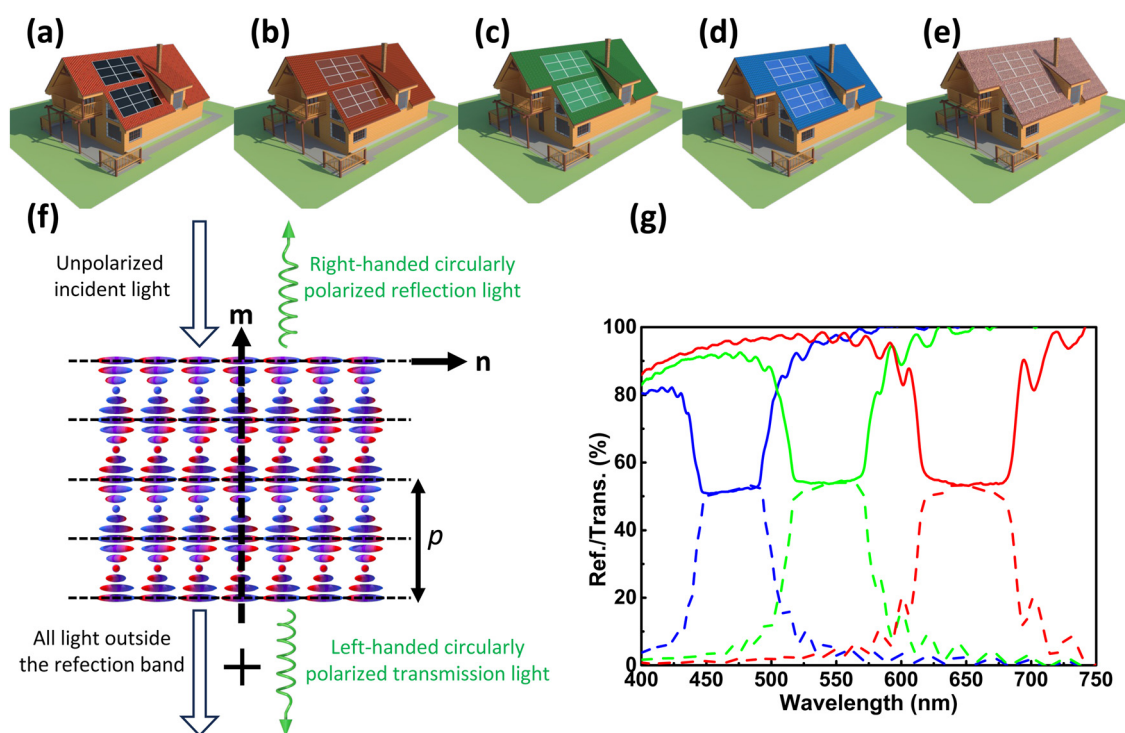 (a)
(b)
(c)
(d)
(e)
(f)
Unpolarized
incident light
Right-handed circularly
polarized reflection light
m
n
p
All light outside
the refection band
Left-handed circularly
polarized transmission light
(g)
Ref./Trans. (%)
100
80
60
40
20
0
400 450 500 550 600 650 700 750
Wavelength (nm)